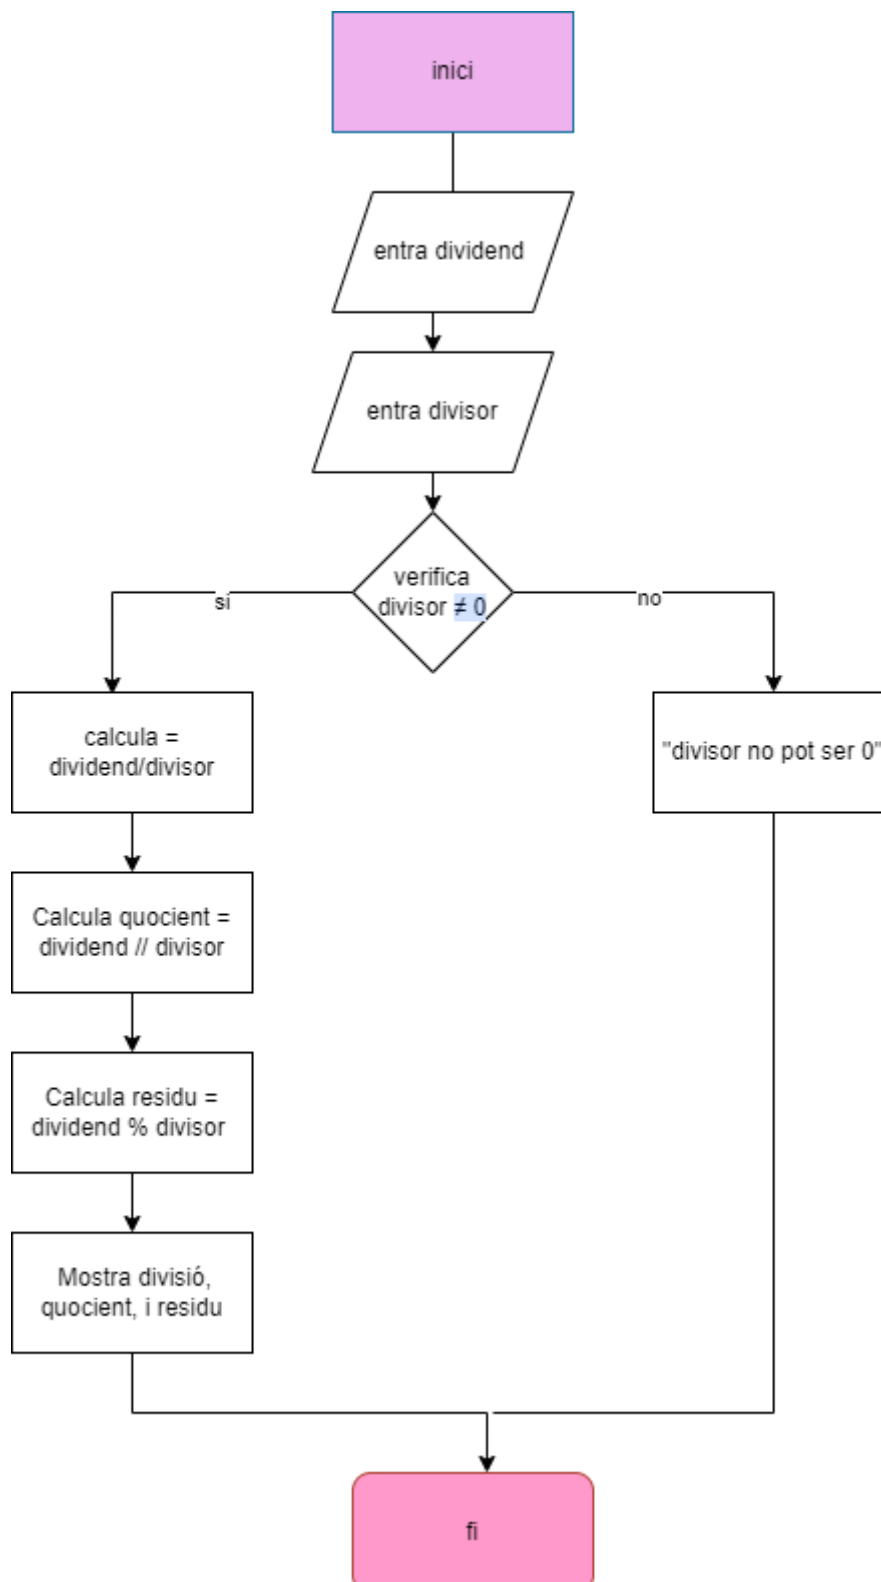 inici
entra dividend
entra divisor
verifica
divisor ≠ 0
si
no
calcula =
dividend/divisor
"divisor no pot ser 0"
Calcula quocient =
dividend // divisor
Calcula residu =
dividend % divisor
Mostra divisió,
quocient, i residu
fi